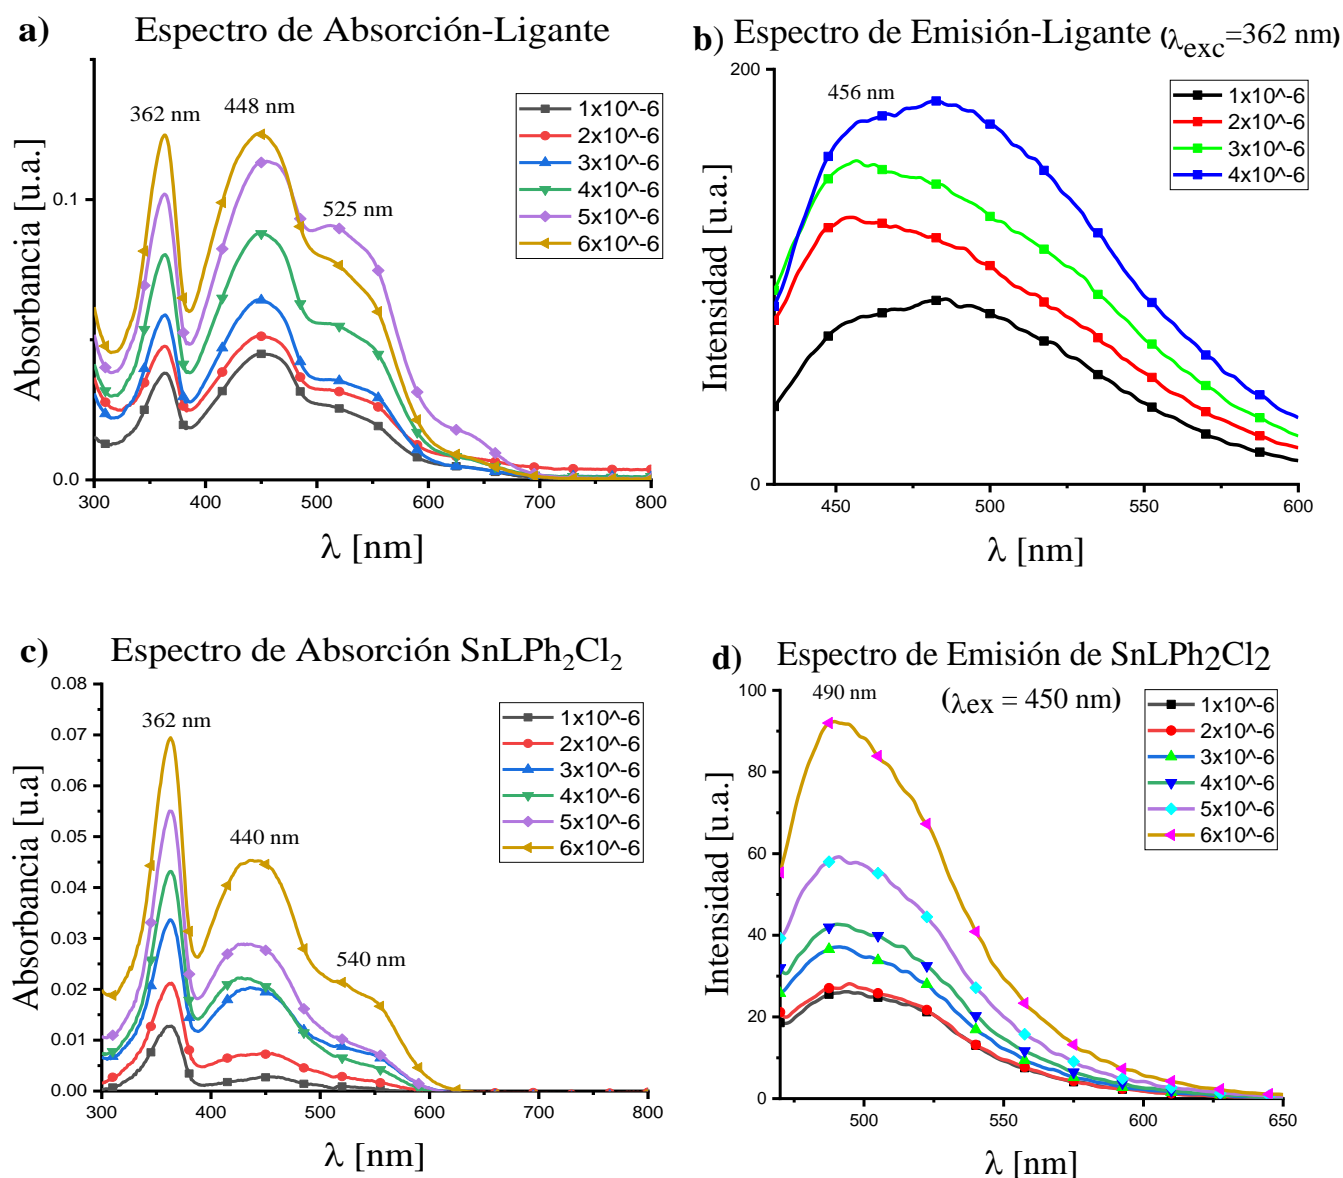 a) Espectro de Absorción-Ligante
362 nm
448 nm
525 nm
1x10^-6
2x10^-6
3x10^-6
4x10^-6
5x10^-6
6x10^-6
Absorbancia [u.a.]
0.1
0.0
300 400 500 600 700 800
λ [nm]
b) Espectro de Emisión-Ligante (λexc=362 nm)
456 nm
1x10^-6
2x10^-6
3x10^-6
4x10^-6
Intensidad [u.a.]
200
0
450 500 550 600
λ [nm]
c) Espectro de Absorción SnLPh₂Cl₂
362 nm
440 nm
540 nm
1x10^-6
2x10^-6
3x10^-6
4x10^-6
5x10^-6
6x10^-6
Absorbancia [u.a]
0.08
0.07
0.06
0.05
0.04
0.03
0.02
0.01
0.00
300 400 500 600 700 800
λ [nm]
d) Espectro de Emisión de SnLPh2Cl2
(λex = 450 nm)
490 nm
1x10^-6
2x10^-6
3x10^-6
4x10^-6
5x10^-6
6x10^-6
Intensidad [u.a.]
100
80
60
40
20
0
500 550 600 650
λ [nm]